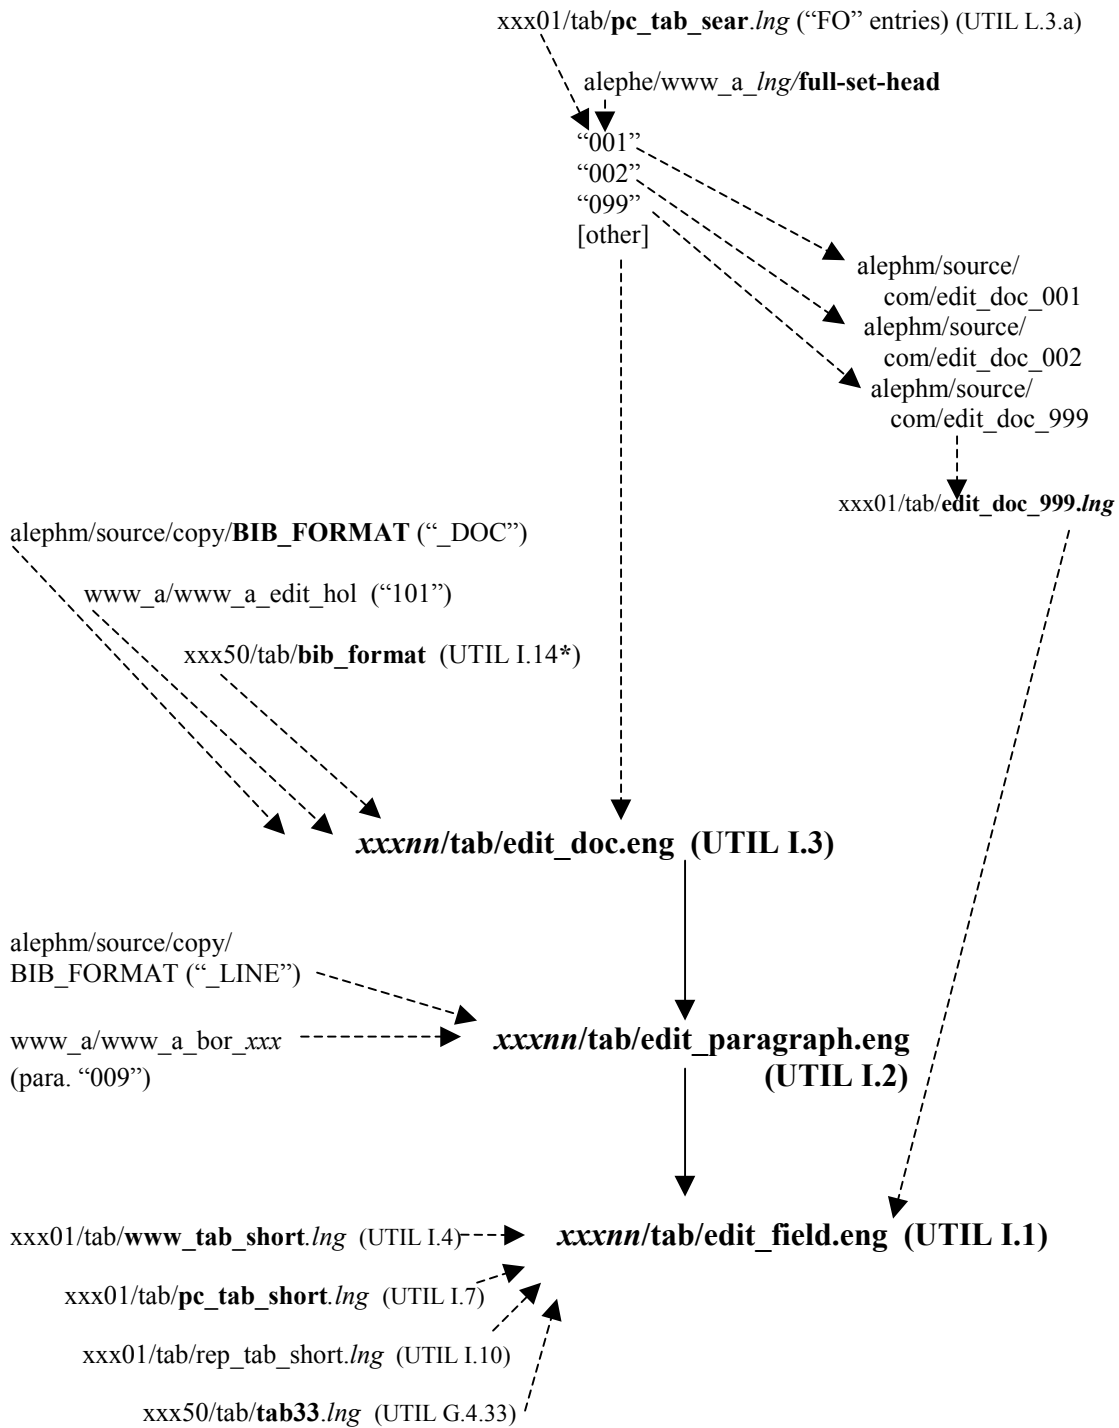 xxx01/tab/pc_tab_sear.lng (“FO” entries) (UTIL L.3.a)
alephe/www_a_lng/full-set-head
“001”
“002”
“099”
[other]
alephm/source/
com/edit_doc_001
alephm/source/
com/edit_doc_002
alephm/source/
com/edit_doc_999
xxx01/tab/edit_doc_999.lng
alephm/source/copy/BIB_FORMAT (“_DOC”)
www_a/www_a_edit_hol (“101”)
xxx50/tab/bib_format (UTIL I.14*)
xxxnn/tab/edit_doc.eng (UTIL I.3)
alephm/source/copy/
BIB_FORMAT (“_LINE”)
www_a/www_a_bor_xxx
(para. “009”)
xxxnn/tab/edit_paragraph.eng
(UTIL I.2)
xxx01/tab/www_tab_short.lng (UTIL I.4)
xxxnn/tab/edit_field.eng (UTIL I.1)
xxx01/tab/pc_tab_short.lng (UTIL I.7)
xxx01/tab/rep_tab_short.lng (UTIL I.10)
xxx50/tab/tab33.lng (UTIL G.4.33)